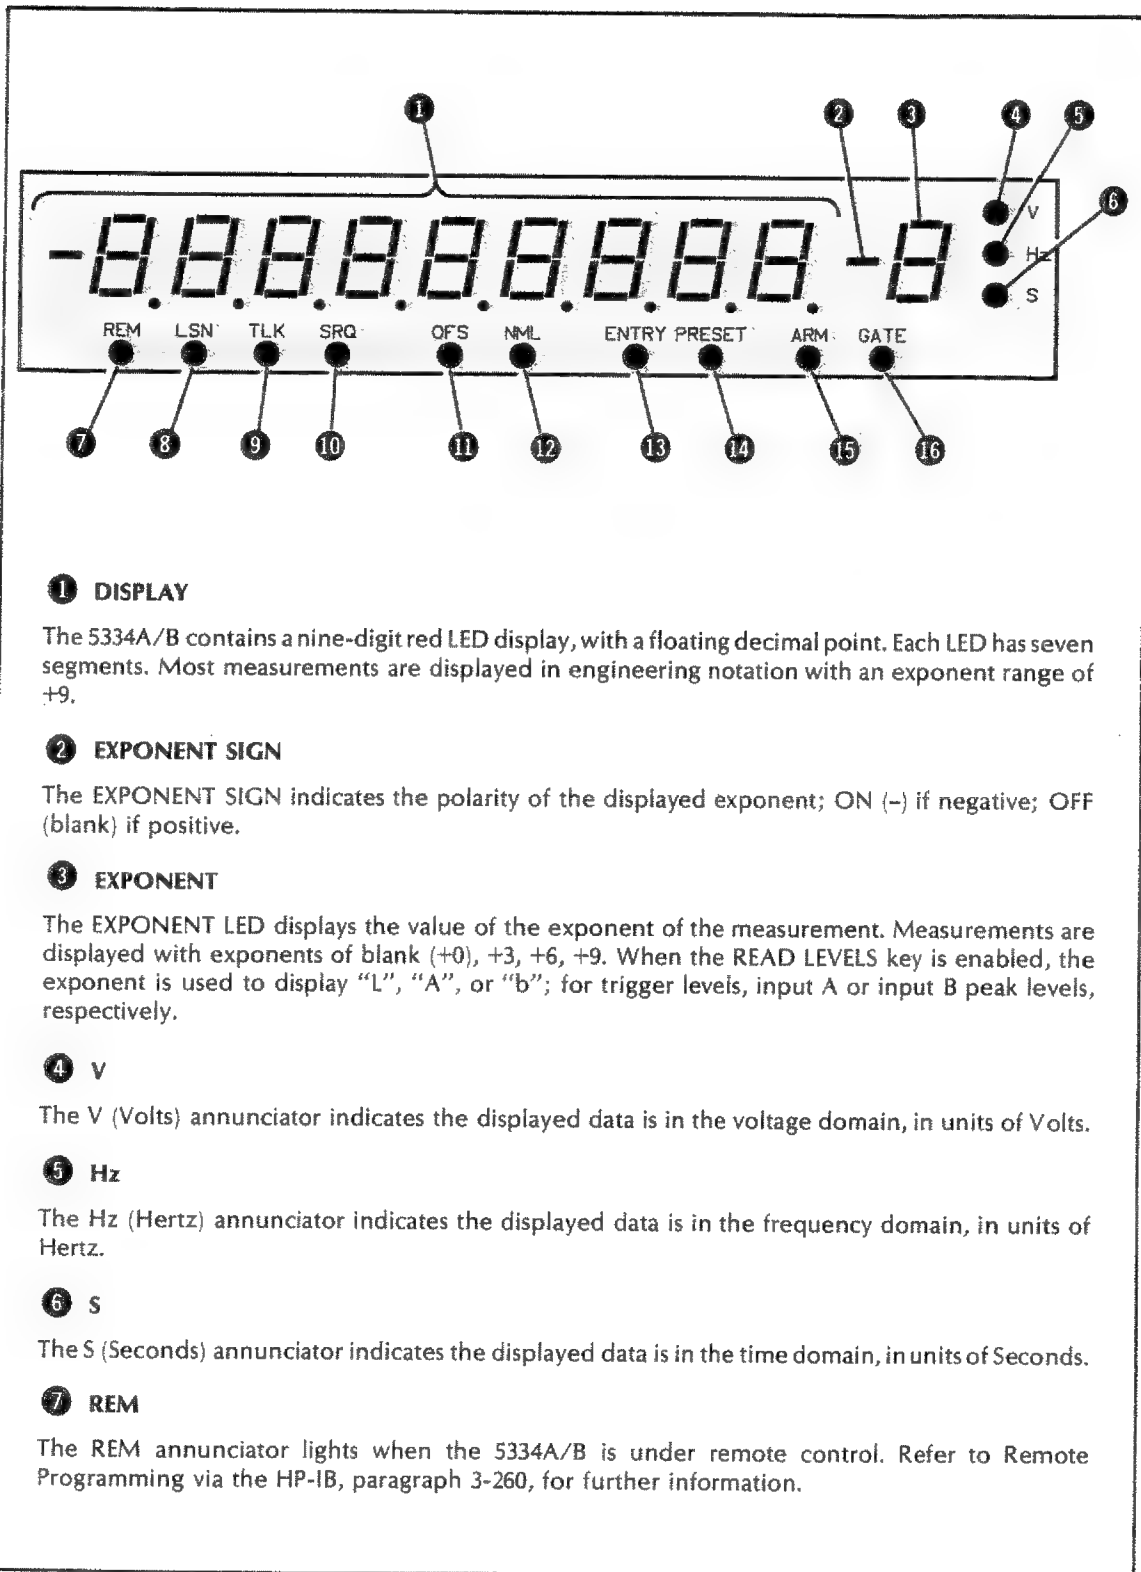 1
2 3 4 5
6
V
Hz
S
-8.8.8.8.8.8.8.8.8. -8
REM LSN TLK SRQ OFS NML ENTRY PRESET ARM GATE
7 8 9 10 11 12 13 14 15 16
1 DISPLAY
The 5334A/B contains a nine-digit red LED display, with a floating decimal point. Each LED has seven
segments. Most measurements are displayed in engineering notation with an exponent range of
+9.
2 EXPONENT SIGN
The EXPONENT SIGN indicates the polarity of the displayed exponent; ON (-) if negative; OFF
(blank) if positive.
3 EXPONENT
The EXPONENT LED displays the value of the exponent of the measurement. Measurements are
displayed with exponents of blank (+0), +3, +6, +9. When the READ LEVELS key is enabled, the
exponent is used to display "L", "A", or "b"; for trigger levels, input A or input B peak levels,
respectively.
4 V
The V (Volts) annunciator indicates the displayed data is in the voltage domain, in units of Volts.
5 Hz
The Hz (Hertz) annunciator indicates the displayed data is in the frequency domain, in units of
Hertz.
6 S
The S (Seconds) annunciator indicates the displayed data is in the time domain, in units of Seconds.
7 REM
The REM annunciator lights when the 5334A/B is under remote control. Refer to Remote
Programming via the HP-IB, paragraph 3-260, for further information.